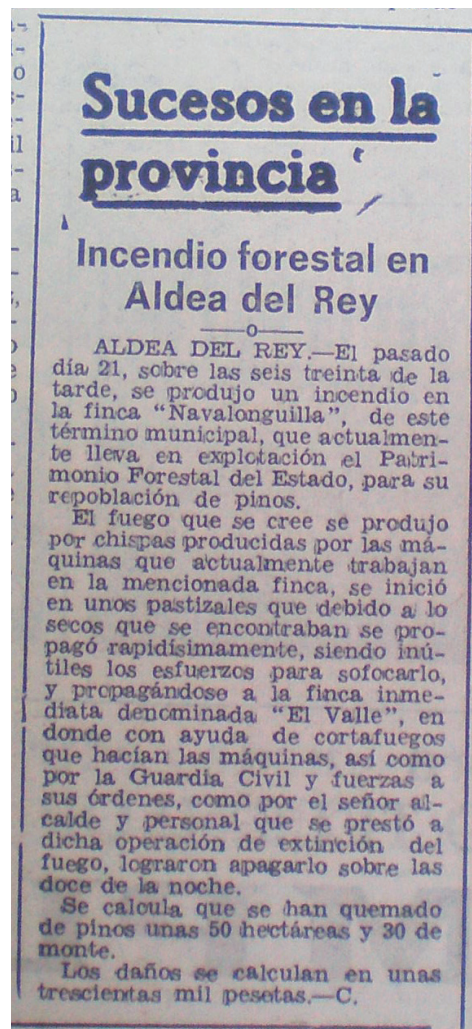 Sucesos en la
provincia
Incendio forestal en
Aldea del Rey
ALDEA DEL REY.—El pasado
día 21, sobre las seis treinta de la
tarde, se produjo un incendio en
la finca "Navalonguilla", de este
término municipal, que actualmen-
te lleva en explotación el Patri-
monio Forestal del Estado, para su
repoblación de pinos.
El fuego que se cree se produjo
por chispas producidas por las má-
quinas que actualmente trabajan
en la mencionada finca, se inició
en unos pastizales que debido a lo
secos que se encontraban se pro-
pagó rapidísimamente, siendo inú-
tiles los esfuerzos para sofocarlo,
y propagándose a la finca inme-
diata denominada "El Valle", en
donde con ayuda de cortafuegos
que hacían las máquinas, así como
por la Guardia Civil y fuerzas a
sus órdenes, como por el señor al-
calde y personal que se prestó a
dicha operación de extinción del
fuego, lograron apagarlo sobre las
doce de la noche.
Se calcula que se han quemado
de pinos unas 50 hectáreas y 30 de
monte.
Los daños se calculan en unas
trescientas mil pesetas.—C.